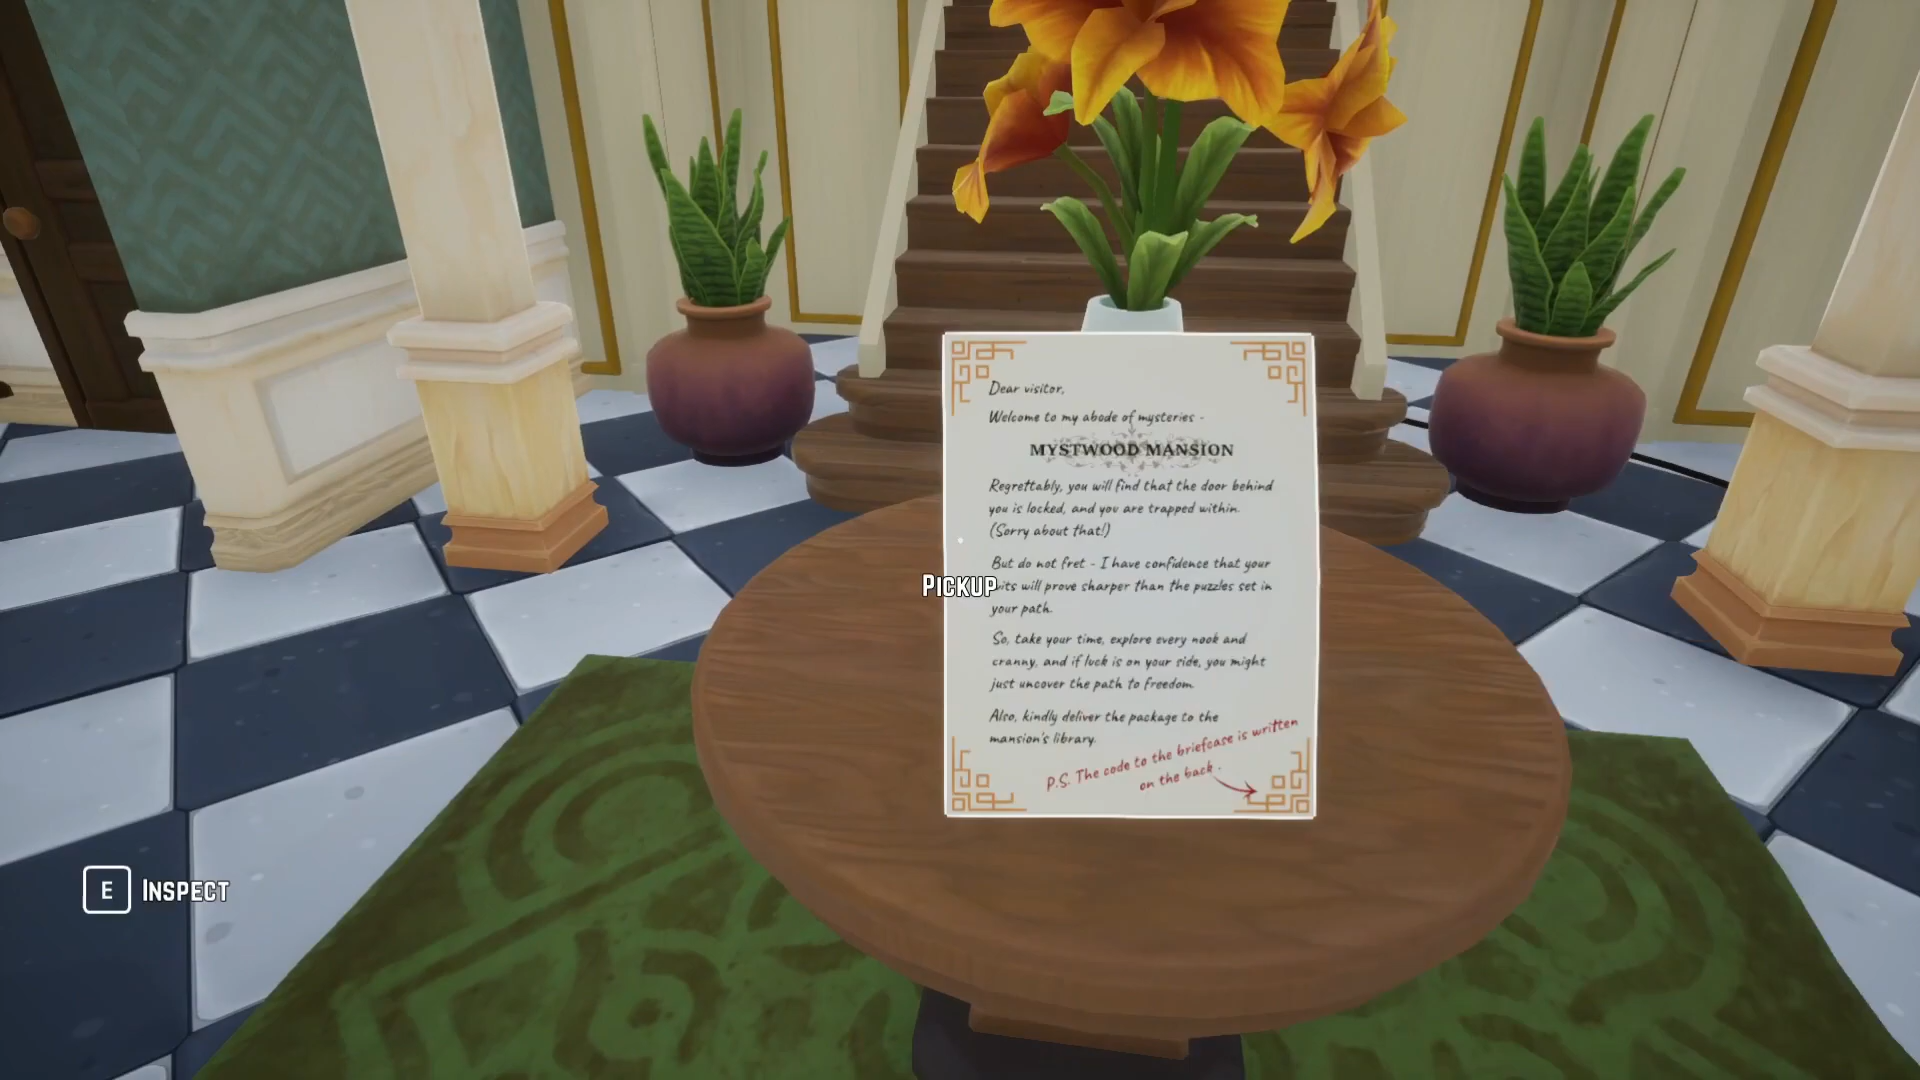 Dear visitor,
Welcome to my abode of mysteries -
MYSTWOOD MANSION
Regrettably, you will find that the door behind
you is locked, and you are trapped within.
(Sorry about that!)
But do not fret - I have confidence that your
wits will prove sharper than the puzzles set in
your path.
So, take your time, explore every nook and
cranny, and if luck is on your side, you might
just uncover the path to freedom.
Also, kindly deliver the package to the
mansion's library.
P.S. The code to the briefcase is written
on the back.
PICKUP
E INSPECT